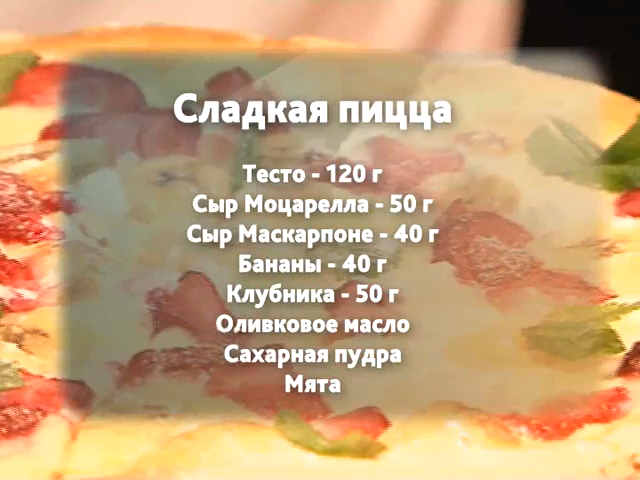 Сладкая пицца
Тесто - 120 г
Сыр Моцарелла - 50 г
Сыр Маскарпоне - 40 г
Бананы - 40 г
Клубника - 50 г
Оливковое масло
Сахарная пудра
Мята